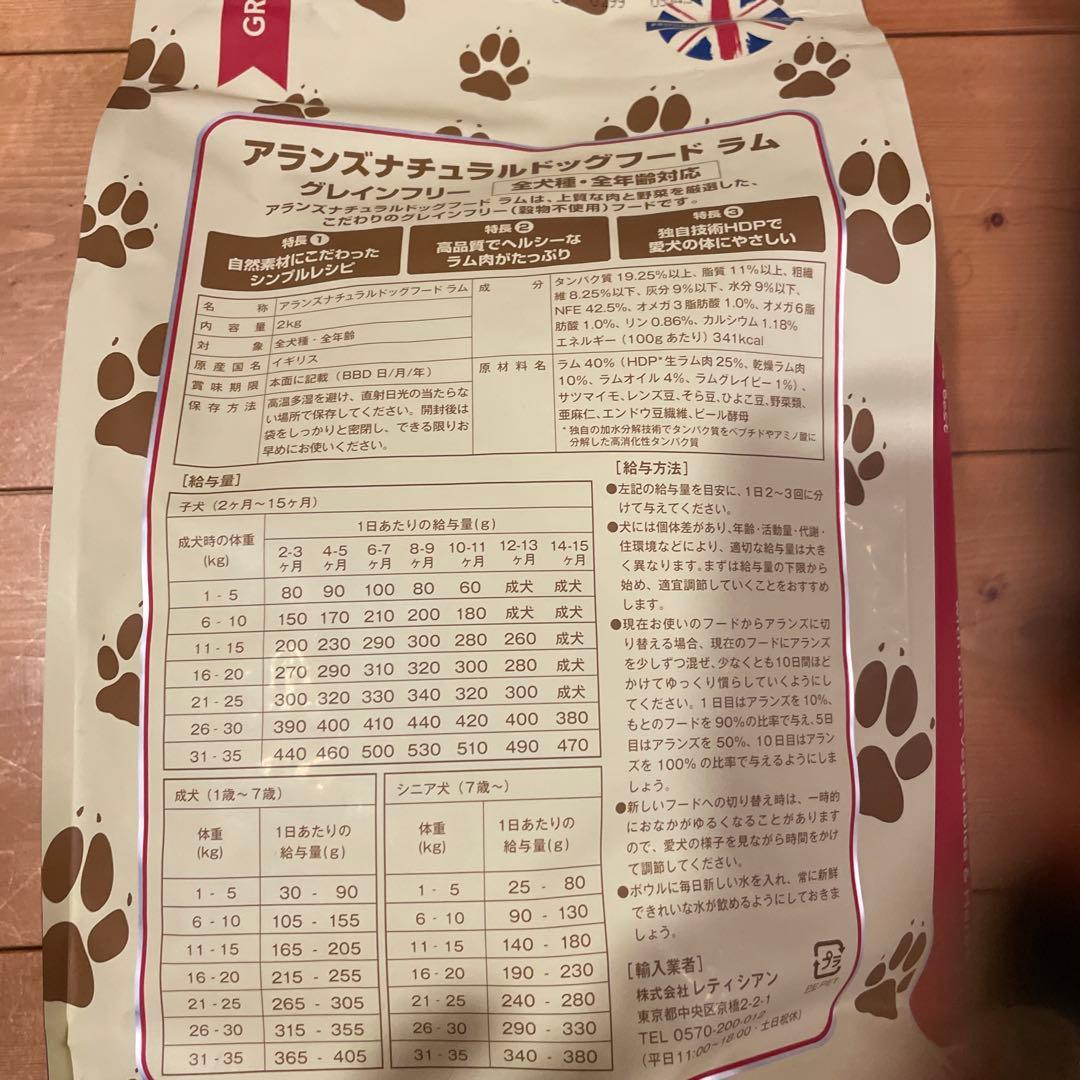 GR
アランズナチュラルドッグフード ラム
グレインフリー 全犬種・全年齢対応
アランズナチュラルドッグフード ラムは、上質な肉と野菜を厳選した、
こだわりのグレインフリー(穀物不使用)フードです。
特長1
自然素材にこだわった
シンプルレシピ
特長2
高品質でヘルシーな
ラム肉がたっぷり
特長3
独自技術HDPで
愛犬の体にやさしい
名称 アランズナチュラルドッグフード ラム
内容量 2kg
対象 全犬種・全年齢
原産国名 イギリス
賞味期限 本面に記載(BBD 日/月/年)
保存方法 高温多湿を避け、直射日光の当たらな
い場所で保存してください。開封後は
袋をしっかりと密閉し、できる限りお
早めにお使いください。
成分 タンパク質 19.25%以上、脂質 11%以上、粗繊
維 8.25%以下、灰分 9%以下、水分 9%以下、
NFE 42.5%、オメガ3脂肪酸 1.0%、オメガ6脂
肪酸 1.0%、リン 0.86%、カルシウム 1.18%
エネルギー(100gあたり)341kcal
原材料名 ラム 40%(HDP*生ラム肉 25%、乾燥ラム肉
10%、ラムオイル 4%、ラムグレイビー 1%)、
サツマイモ、レンズ豆、そら豆、ひよこ豆、野菜類、
亜麻仁、エンドウ豆繊維、ビール酵母
*独自の加水分解技術でタンパク質をペプチドやアミノ酸に
分解した高消化性タンパク質
[給与量]
子犬(2ヶ月～15ヶ月)
成犬時の体重
(kg)
1日あたりの給与量(g)
2-3ヶ月 4-5ヶ月 6-7ヶ月 8-9ヶ月 10-11ヶ月 12-13ヶ月 14-15ヶ月
1 - 5 80 90 100 80 60 成犬 成犬
6 - 10 150 170 210 200 180 成犬 成犬
11 - 15 200 230 290 300 280 260 成犬
16 - 20 270 290 310 320 300 280 成犬
21 - 25 300 320 330 340 320 300 成犬
26 - 30 390 400 410 440 420 400 380
31 - 35 440 460 500 530 510 490 470
成犬(1歳～7歳)
体重
(kg)
1日あたりの
給与量(g)
1 - 5 30 - 90
6 - 10 105 - 155
11 - 15 165 - 205
16 - 20 215 - 255
21 - 25 265 - 305
26 - 30 315 - 355
31 - 35 365 - 405
シニア犬(7歳～)
体重
(kg)
1日あたりの
給与量(g)
1 - 5 25 - 80
6 - 10 90 - 130
11 - 15 140 - 180
16 - 20 190 - 230
21 - 25 240 - 280
26 - 30 290 - 330
31 - 35 340 - 380
[給与方法]
●左記の給与量を目安に、1日2～3回に分
けて与えてください。
●犬には個体差があり、年齢・活動量・代謝・
住環境などにより、適切な給与量は大き
く異なります。まずは給与量の下限から
始め、適宜調節していくことをおすすめ
します。
●現在お使いのフードからアランズに切
り替える場合、現在のフードにアランズ
を少しずつ混ぜ、少なくとも10日間ほど
かけてゆっくり慣らしていくようにし
てください。1日目はアランズを10%、
もとのフードを90%の比率で与え、5日
目はアランズを50%、10日目はアラン
ズを100%の比率で与えるようにしま
しょう。
●新しいフードへの切り替え時は、一時的
におなかがゆるくなることがあります
ので、愛犬の様子を見ながら時間をかけ
て調節してください。
●ボウルに毎日新しい水を入れ、常に新鮮
できれいな水が飲めるようにしておきま
しょう。
[輸入業者]
株式会社レティシアン
東京都中央区京橋2-2-1
TEL 0570-200-012
(平日11:00~18:00・土日祝休)
プラ
PE,PET